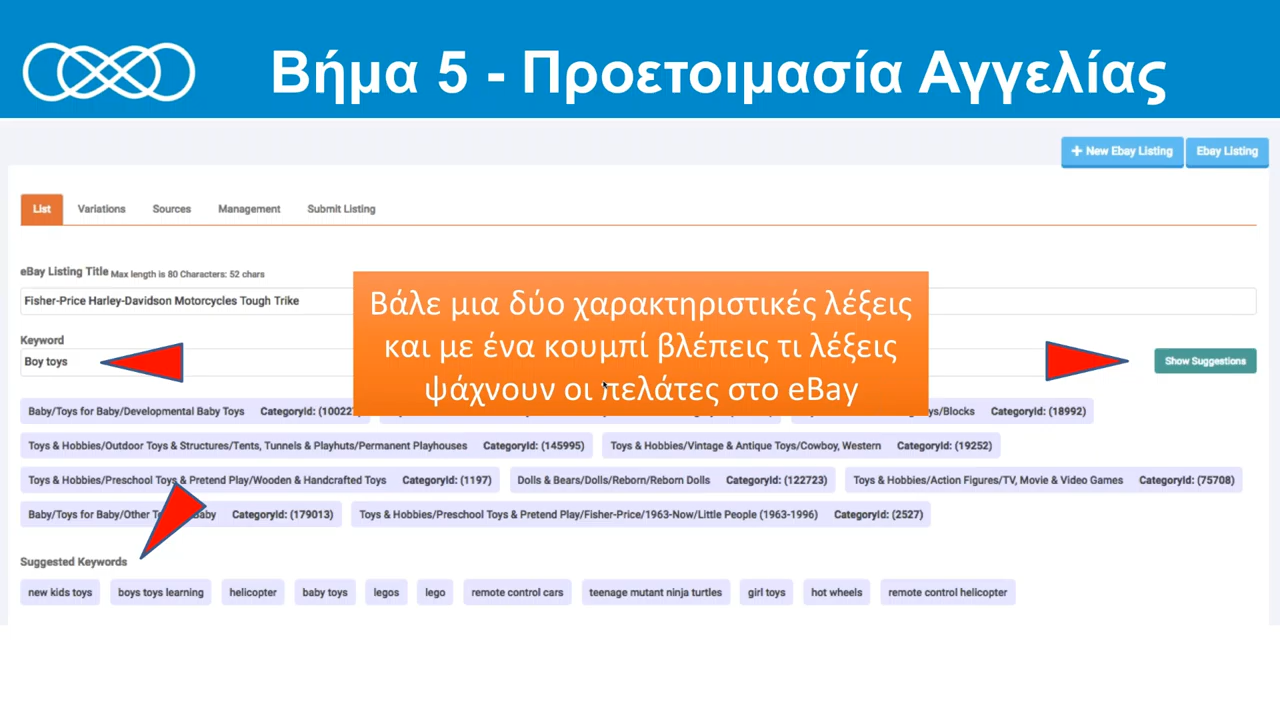 Βήμα 5 - Προετοιμασία Αγγελίας
+ New Ebay Listing Ebay Listing
List Variations Sources Management Submit Listing
eBay Listing Title Max length is 80 Characters: 52 chars
Fisher-Price Harley-Davidson Motorcycles Tough Trike
Βάλε μια δύο χαρακτηριστικές λέξεις
και με ένα κουμπί βλέπεις τι λέξεις
ψάχνουν οι πελάτες στο eBay
Keyword
Boy toys
Show Suggestions
Baby/Toys for Baby/Developmental Baby Toys CategoryId: /Blocks CategoryId: (18992)
Toys & Hobbies/Outdoor Toys & Structures/Tents, Tunnels & Playhuts/Permanent Playhouses CategoryId: (145995) Toys & Hobbies/Vintage & Antique Toys/Cowboy, Western CategoryId: (19252)
Toys & Hobbies/Preschool Toys & Pretend Play/Wooden & Handcrafted Toys CategoryId: (1197) Dolls & Bears/Dolls/Reborn/Reborn Dolls CategoryId: (122723) Toys & Hobbies/Action Figures/TV, Movie & Video Games CategoryId: (75708)
Baby/Toys for Baby/Other Baby CategoryId: (179013) Toys & Hobbies/Preschool Toys & Pretend Play/Fisher-Price/1963-Now/Little People (1963-1996) CategoryId: (2527)
Suggested Keywords
new kids toys boys toys learning helicopter baby toys legos lego remote control cars teenage mutant ninja turtles girl toys hot wheels remote control helicopter